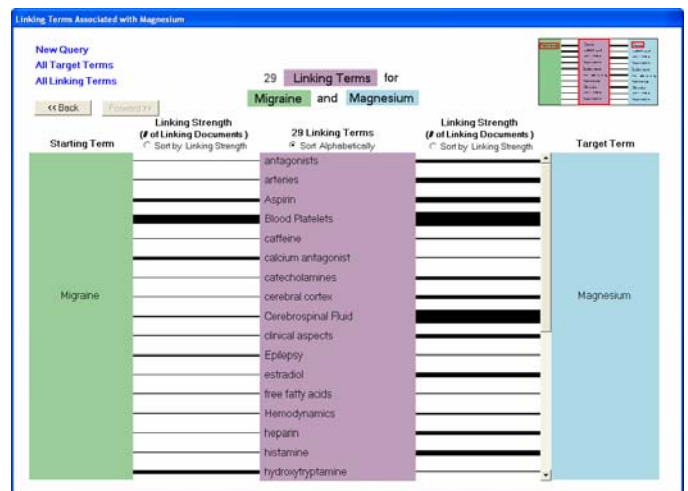 Linking Terms Associated with Magnesium
New Query
All Target Terms
All Linking Terms
29 Linking Terms for
Migraine and Magnesium
<< Back
Forward >>
Starting Term
Linking Strength
(# of Linking Documents)
Sort by Linking Strength
29 Linking Terms
Sort Alphabetically
Linking Strength
(# of Linking Documents)
Sort by Linking Strength
Target Term
Migraine
antagonists
arteries
Aspirin
Blood Platelets
caffeine
calcium antagonist
catecholamines
cerebral cortex
Cerebrospinal Fluid
clinical aspects
Epilepsy
estradiol
free fatty acids
Hemodynamics
heparin
histamine
hydroxytryptamine
Magnesium